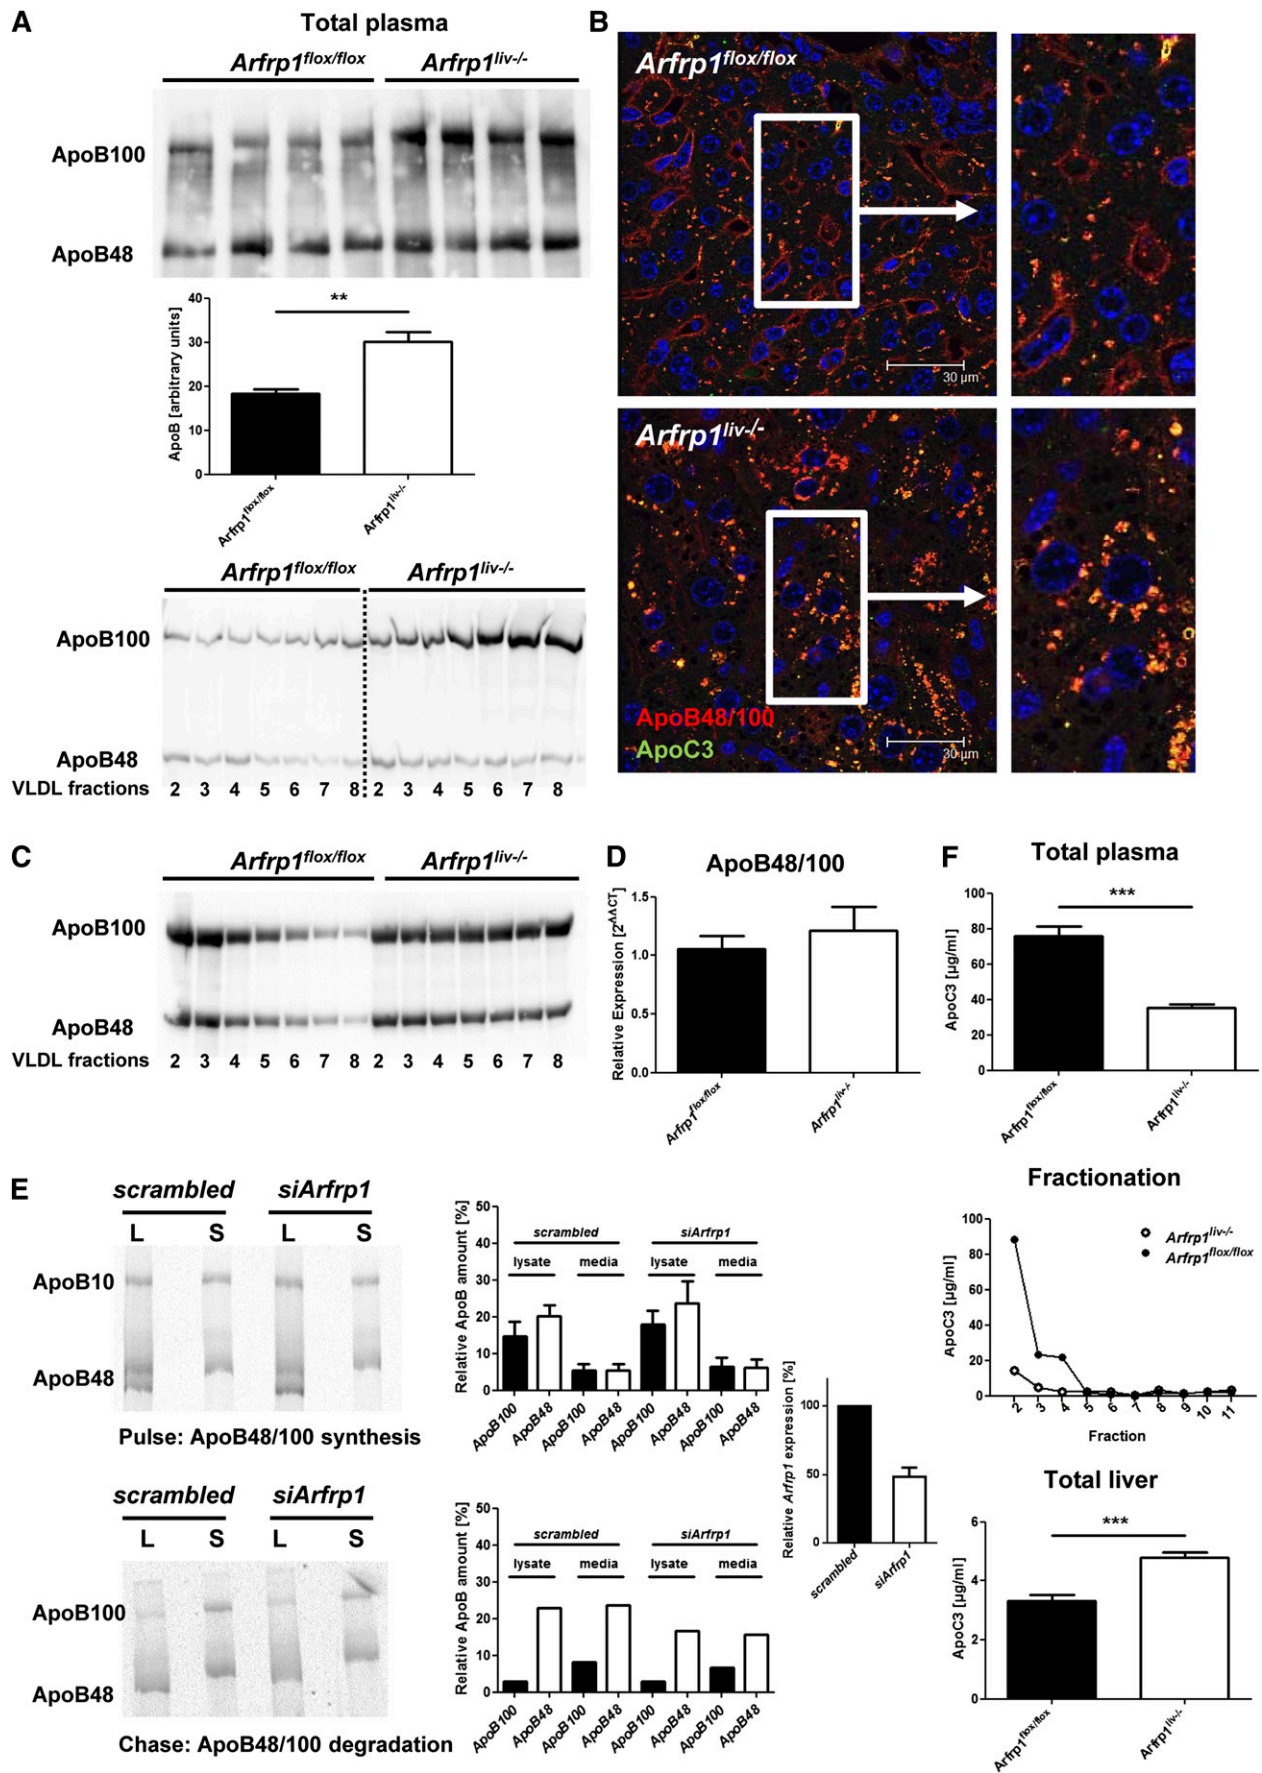 A
Total plasma
Arfrp1flox/flox Arfrp1liv-/-
ApoB100
ApoB48
ApoB [arbitrary units]
40
30
20
10
0
**
Arfrp1flox/flox
Arfrp1liv-/-
Arfrp1flox/flox Arfrp1liv-/-
ApoB100
ApoB48
VLDL fractions 2 3 4 5 6 7 8 2 3 4 5 6 7 8
B
Arfrp1flox/flox
30 µm
Arfrp1liv-/-
ApoB48/100
ApoC3
30 µm
C
Arfrp1flox/flox Arfrp1liv-/-
ApoB100
ApoB48
VLDL fractions 2 3 4 5 6 7 8 2 3 4 5 6 7 8
D
ApoB48/100
Relative Expression [2ΔΔCT]
1.5
1.0
0.5
0.0
Arfrp1flox/flox
Arfrp1liv-/-
F
Total plasma
ApoC3 [µg/ml]
100
80
60
40
20
0
***
Arfrp1flox/flox
Arfrp1liv-/-
Fractionation
ApoC3 [µg/ml]
100
80
60
40
20
0
Arfrp1liv-/-
Arfrp1flox/flox
2 3 4 5 6 7 8 9 10 11
Fraction
Total liver
ApoC3 [µg/ml]
6
4
2
0
***
Arfrp1flox/flox
Arfrp1liv-/-
E
scrambled siArfrp1
L S L S
ApoB10
ApoB48
Pulse: ApoB48/100 synthesis
Relative ApoB amount [%]
50
40
30
20
10
0
scrambled siArfrp1
lysate media lysate media
ApoB100 ApoB48 ApoB100 ApoB48 ApoB100 ApoB48 ApoB100 ApoB48
Relative Arfrp1 expression [%]
100
50
0
scrambled
siArfrp1
scrambled siArfrp1
L S L S
ApoB100
ApoB48
Chase: ApoB48/100 degradation
Relative ApoB amount [%]
50
40
30
20
10
0
scrambled siArfrp1
lysate media lysate media
ApoB100 ApoB48 ApoB100 ApoB48 ApoB100 ApoB48 ApoB100 ApoB48